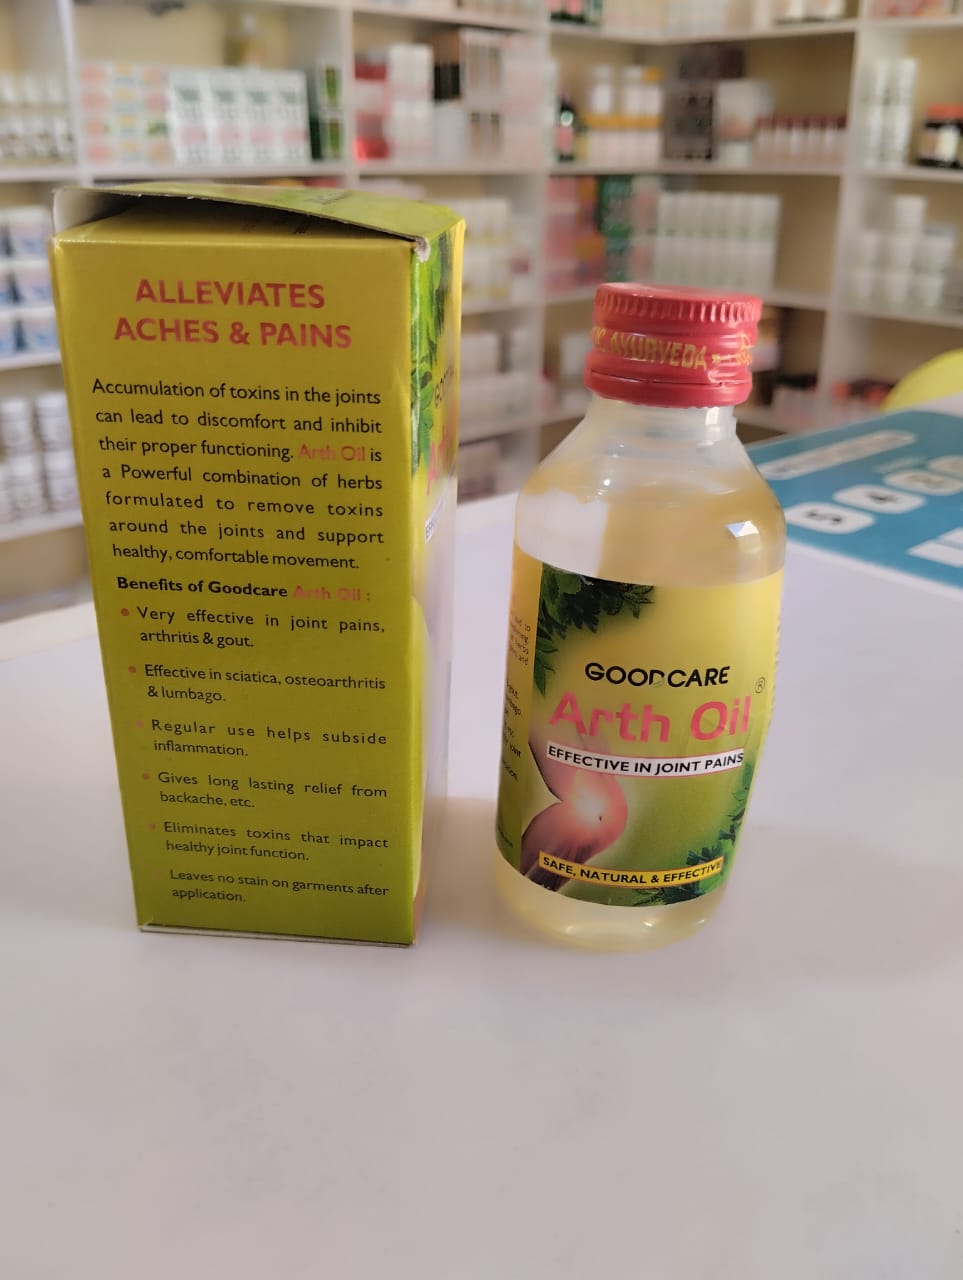 ALLEVIATES
ACHES & PAINS
Accumulation of toxins in the joints
can lead to discomfort and inhibit
their proper functioning. Arth Oil is
a Powerful combination of herbs
formulated to remove toxins
around the joints and support
healthy, comfortable movement.
Benefits of Goodcare Arth Oil :
• Very effective in joint pains,
arthritis & gout.
• Effective in sciatica, osteoarthritis
& lumbago.
• Regular use helps subside
inflammation.
• Gives long lasting relief from
backache, etc.
• Eliminates toxins that impact
healthy joint function.
• Leaves no stain on garments after
application.
AYURVEDA
GOODCARE
Arth Oil ®
EFFECTIVE IN JOINT PAINS
SAFE, NATURAL & EFFECTIVE
5 4